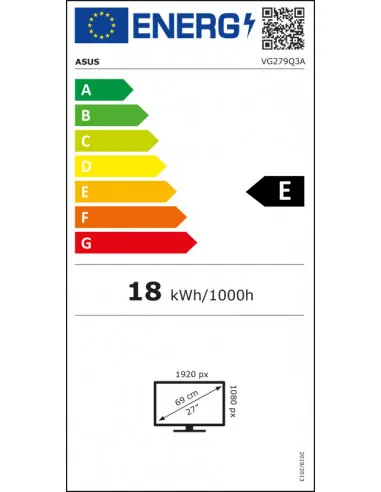 ENERG
ASUS
VG279Q3A
A
B
C
D
E
F
G
E
18 kWh/1000h
1920 px
69 cm
27"
1080 px
2019/2013